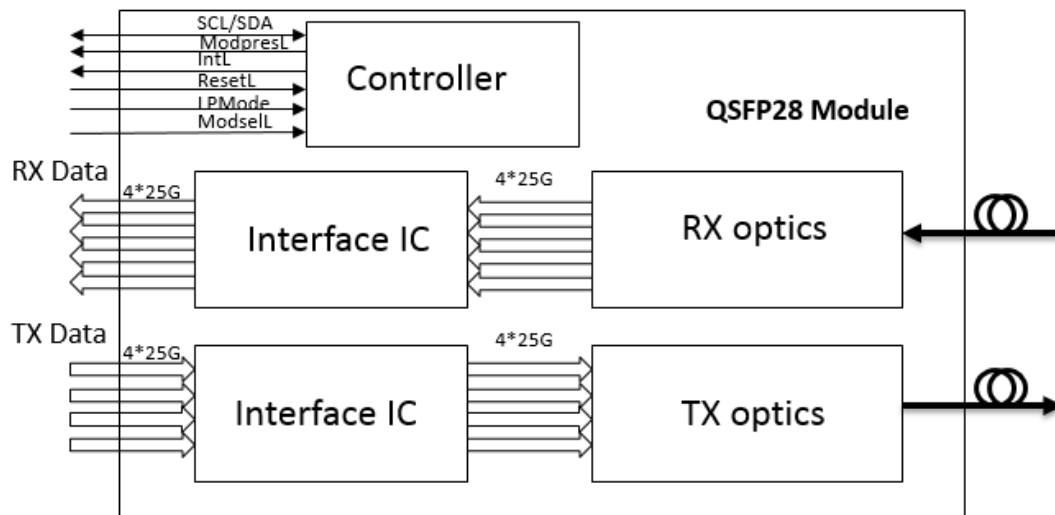 SCL/SDA
ModpresL
IntL
ResetL
LPMode
ModselL
Controller
QSFP28 Module
RX Data
4*25G
4*25G
Interface IC
RX optics
TX Data
4*25G
4*25G
Interface IC
TX optics